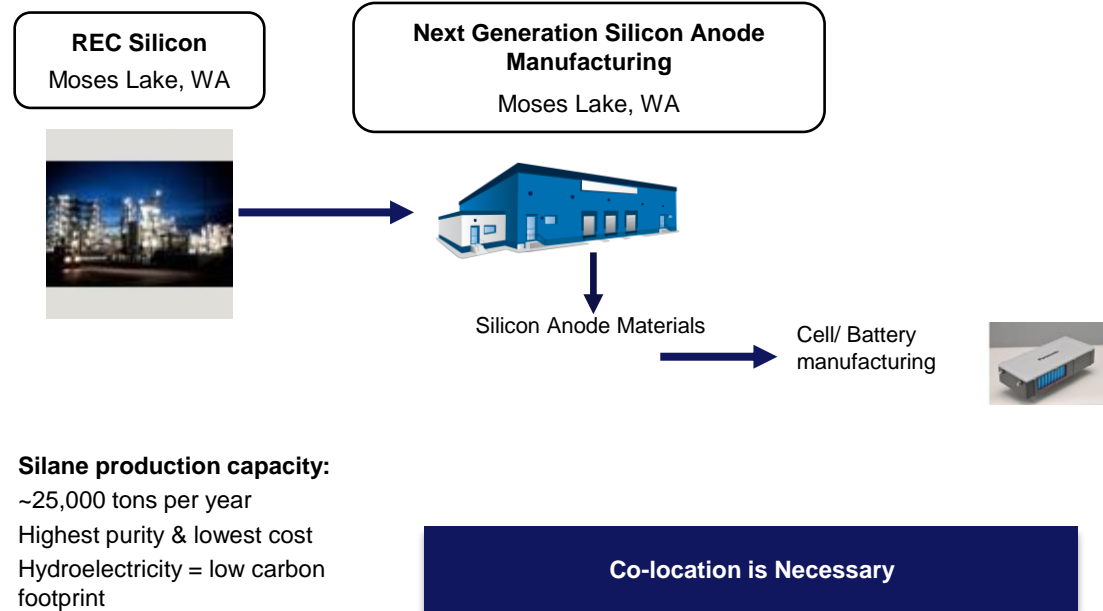 REC Silicon
Moses Lake, WA
Next Generation Silicon Anode
Manufacturing
Moses Lake, WA
Silicon Anode Materials
Cell/ Battery
manufacturing
Silane production capacity:
~25,000 tons per year
Highest purity & lowest cost
Hydroelectricity = low carbon
footprint
Co-location is Necessary